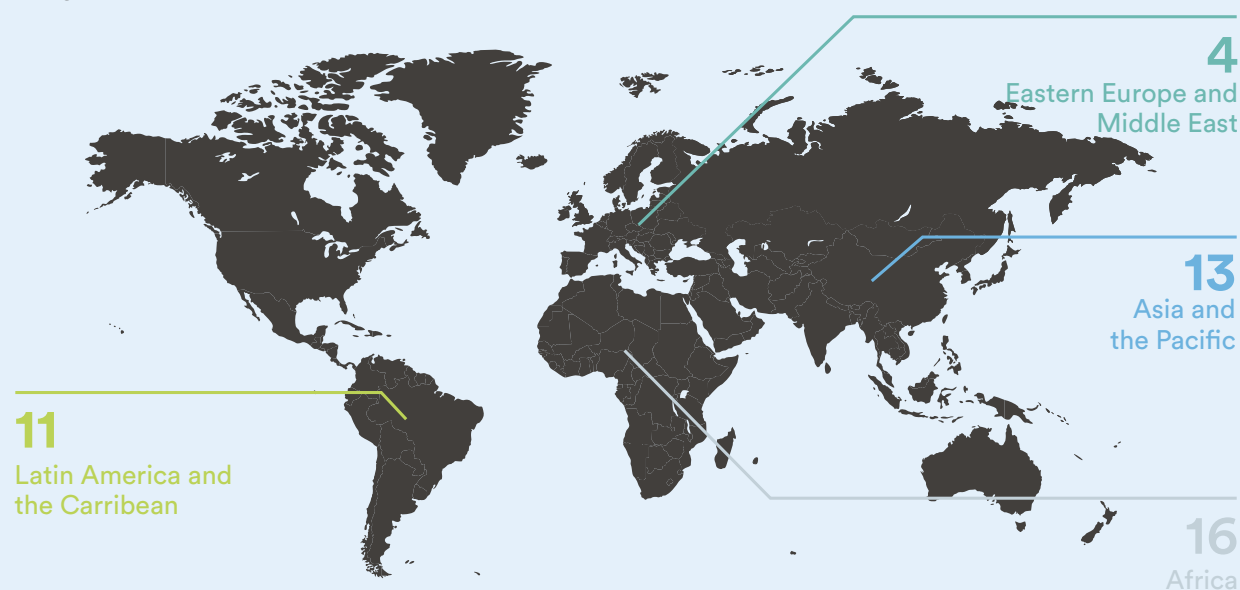 4
Eastern Europe and
Middle East
13
Asia and
the Pacific
11
Latin America and
the Carribean
16
Africa